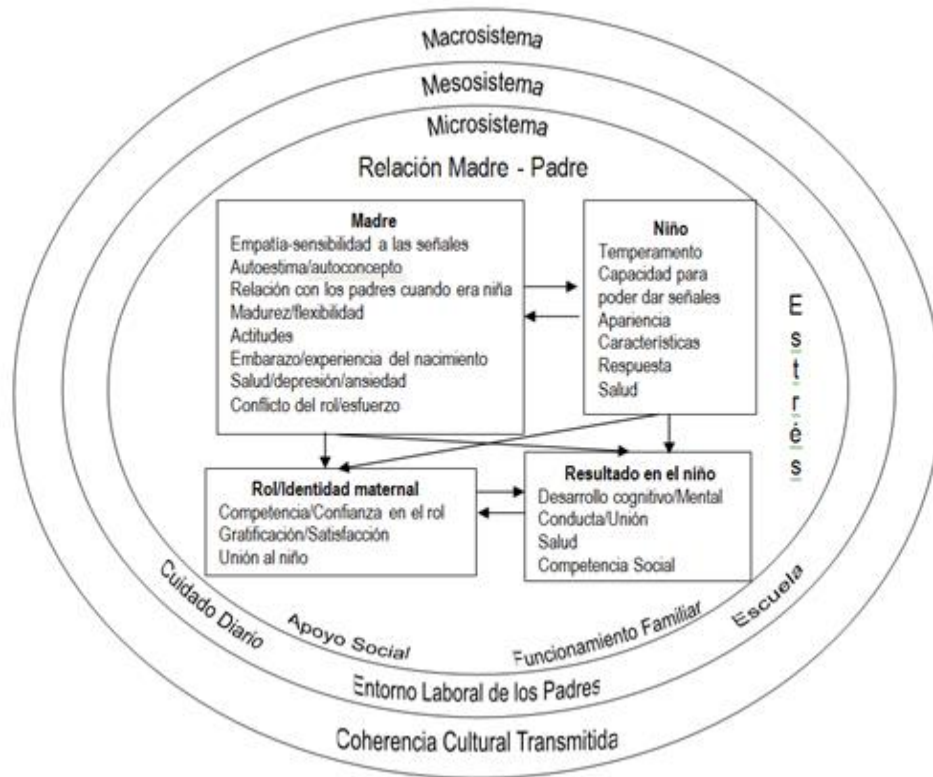 Macrosistema
Mesosistema
Microsistema
Relación Madre - Padre
Madre
Empatía-sensibilidad a las señales
Autoestima/autoconcepto
Relación con los padres cuando era niña
Madurez/flexibilidad
Actitudes
Embarazo/experiencia del nacimiento
Salud/depresión/ansiedad
Conflicto del rol/esfuerzo
Niño
Temperamento
Capacidad para
poder dar señales
Apariencia
Características
Respuesta
Salud
Estrés
Rol/Identidad maternal
Competencia/Confianza en el rol
Gratificación/Satisfacción
Unión al niño
Resultado en el niño
Desarrollo cognitivo/Mental
Conducta/Unión
Salud
Competencia Social
Cuidado Diario
Apoyo Social
Funcionamiento Familiar
Escuela
Entorno Laboral de los Padres
Coherencia Cultural Transmitida